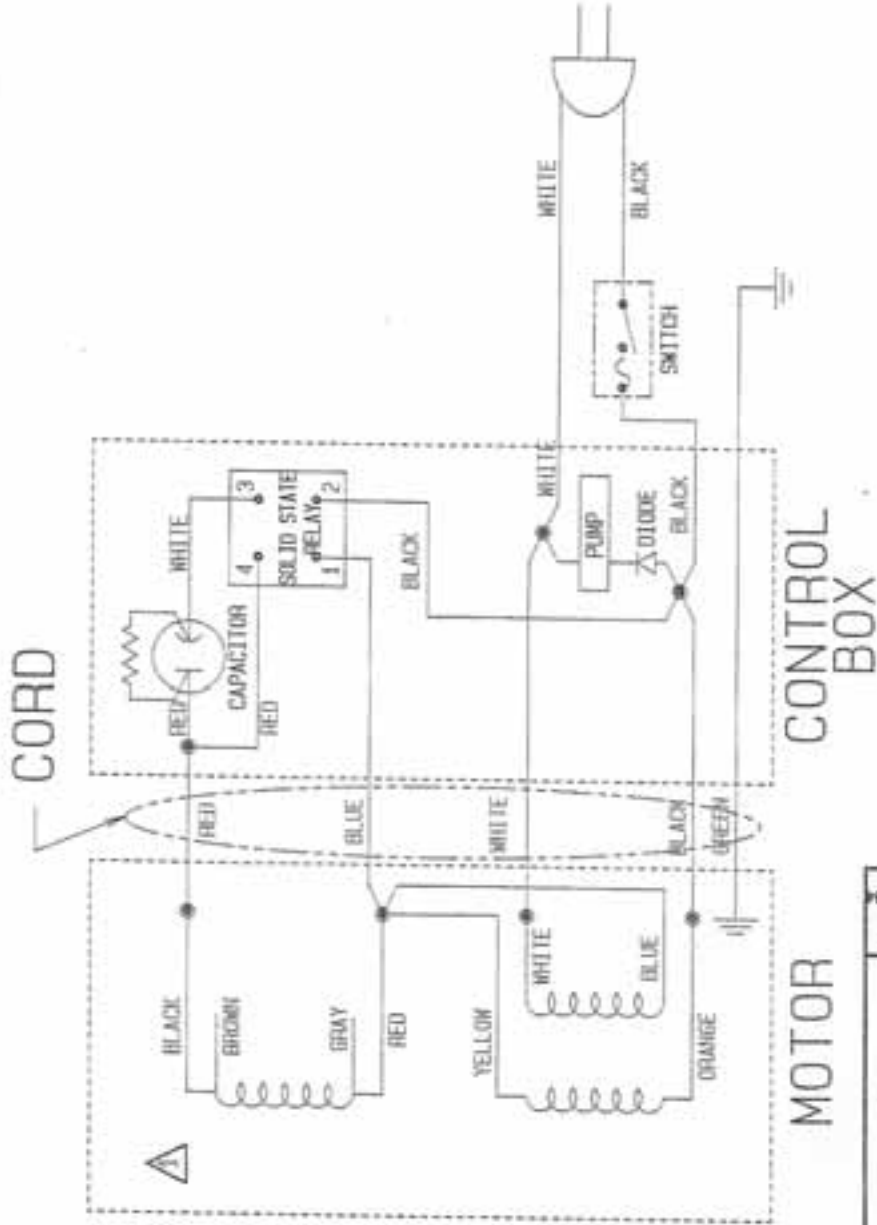 CORD
WHITE
3
4
SOLID STATE
RELAY
1
2
CAPACITOR
RED
RED
BLACK
WHITE
BLACK
WHITE
PUMP
DIODE
BLACK
SWITCH
CONTROL
BOX
RED
BLUE
WHITE
BLACK
GREEN
BLACK
BROWN
GRAY
RED
YELLOW
WHITE
BLUE
ORANGE
MOTOR